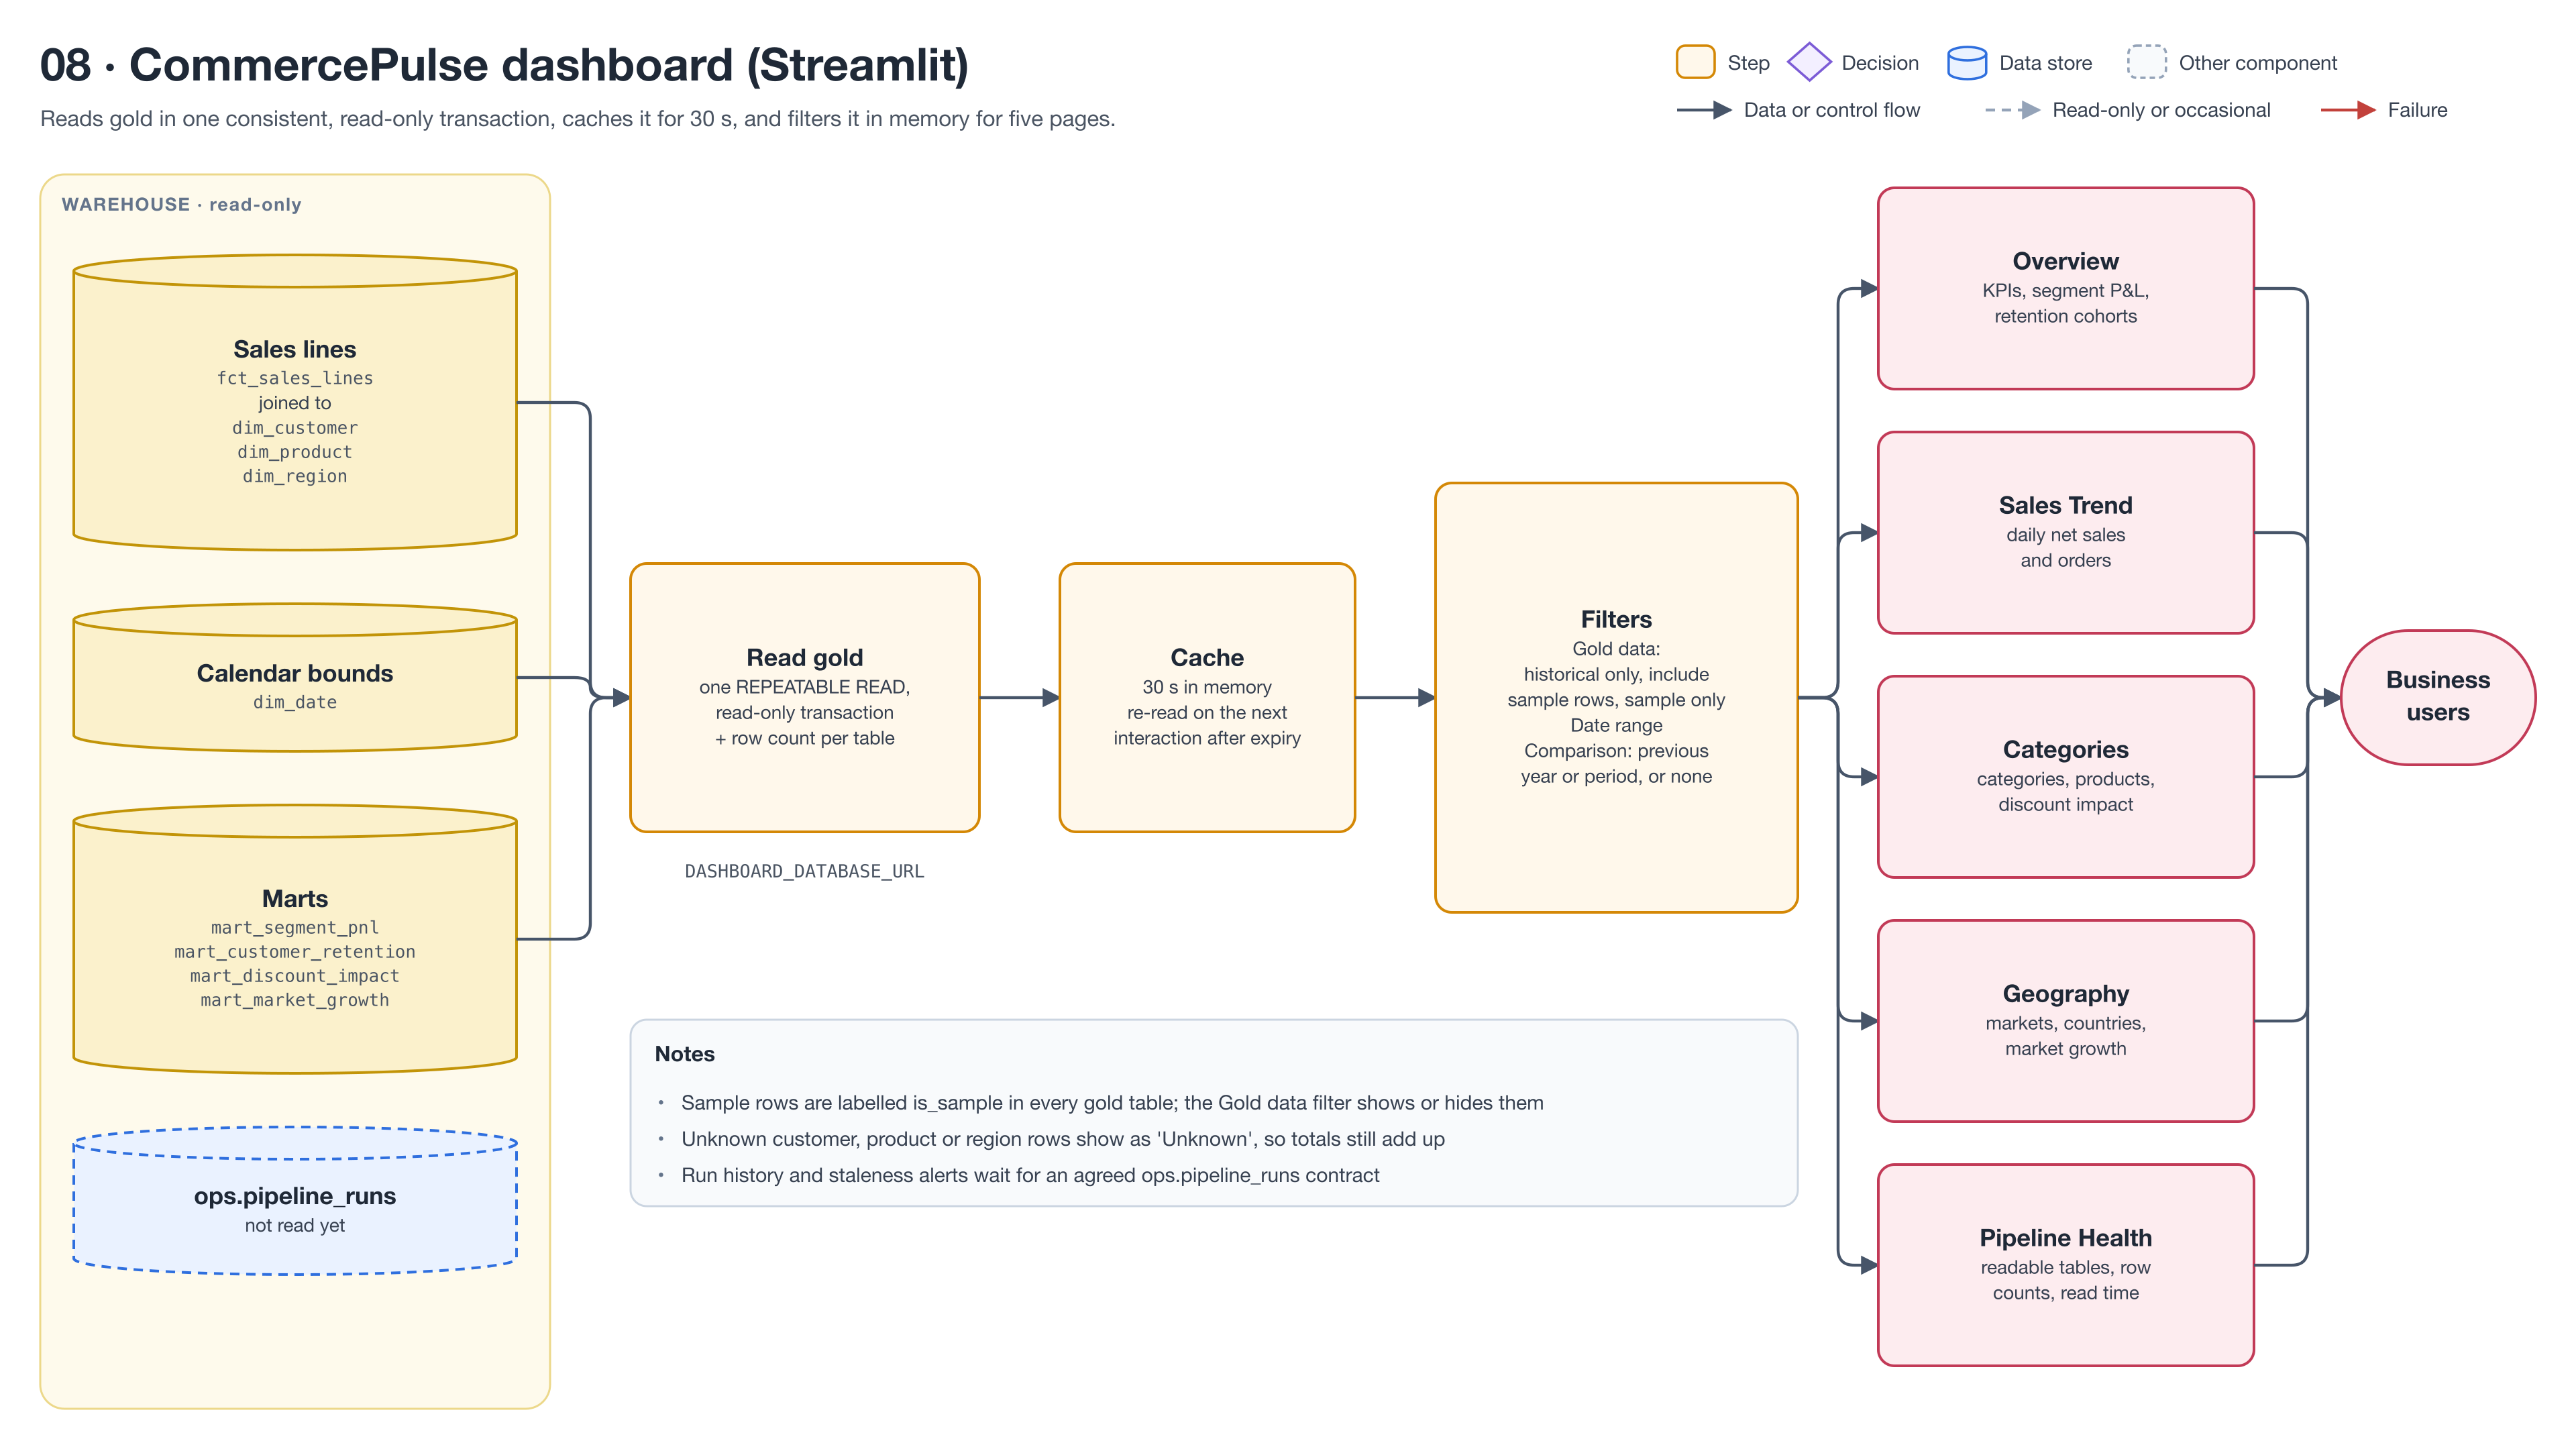 08 · CommercePulse dashboard (Streamlit)
Reads gold in one consistent, read-only transaction, caches it for 30 s, and filters it in memory for five pages.
Step
Decision
Data store
Other component
Data or control flow
Read-only or occasional
Failure
WAREHOUSE · read-only
Sales lines
fct_sales_lines
joined to
dim_customer
dim_product
dim_region
Calendar bounds
dim_date
Marts
mart_segment_pnl
mart_customer_retention
mart_discount_impact
mart_market_growth
ops.pipeline_runs
not read yet
Read gold
one REPEATABLE READ,
read-only transaction
+ row count per table
DASHBOARD_DATABASE_URL
Cache
30 s in memory
re-read on the next
interaction after expiry
Filters
Gold data:
historical only, include
sample rows, sample only
Date range
Comparison: previous
year or period, or none
Notes
• Sample rows are labelled is_sample in every gold table; the Gold data filter shows or hides them
• Unknown customer, product or region rows show as 'Unknown', so totals still add up
• Run history and staleness alerts wait for an agreed ops.pipeline_runs contract
Overview
KPIs, segment P&L,
retention cohorts
Sales Trend
daily net sales
and orders
Categories
categories, products,
discount impact
Geography
markets, countries,
market growth
Pipeline Health
readable tables, row
counts, read time
Business
users